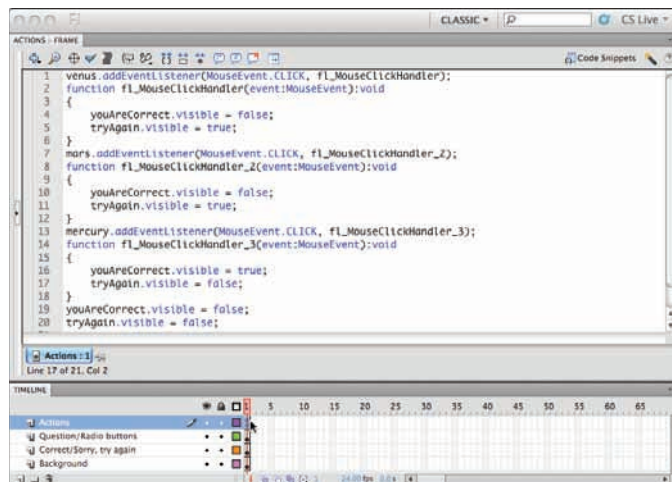 CLASSIC
CS Live
ACTIONS - FRAME
Code Snippets
1 venus.addEventListener(MouseEvent.CLICK, fl_MouseClickHandler);
2 function fl_MouseClickHandler(event:MouseEvent):void
3 {
4 youAreCorrect.visible = false;
5 tryAgain.visible = true;
6 }
7 mars.addEventListener(MouseEvent.CLICK, fl_MouseClickHandler_2);
8 function fl_MouseClickHandler_2(event:MouseEvent):void
9 {
10 youAreCorrect.visible = false;
11 tryAgain.visible = true;
12 }
13 mercury.addEventListener(MouseEvent.CLICK, fl_MouseClickHandler_3);
14 function fl_MouseClickHandler_3(event:MouseEvent):void
15 {
16 youAreCorrect.visible = true;
17 tryAgain.visible = false;
18 }
19 youAreCorrect.visible = false;
20 tryAgain.visible = false;
Actions : 1
Line 17 of 21, Col 2
TIMELINE
5 10 15 20 25 30 35 40 45 50 55 60 65
Actions
Question/Radio buttons
Correct/Sorry, try again
Background
1 24.00 fps 0.0 s